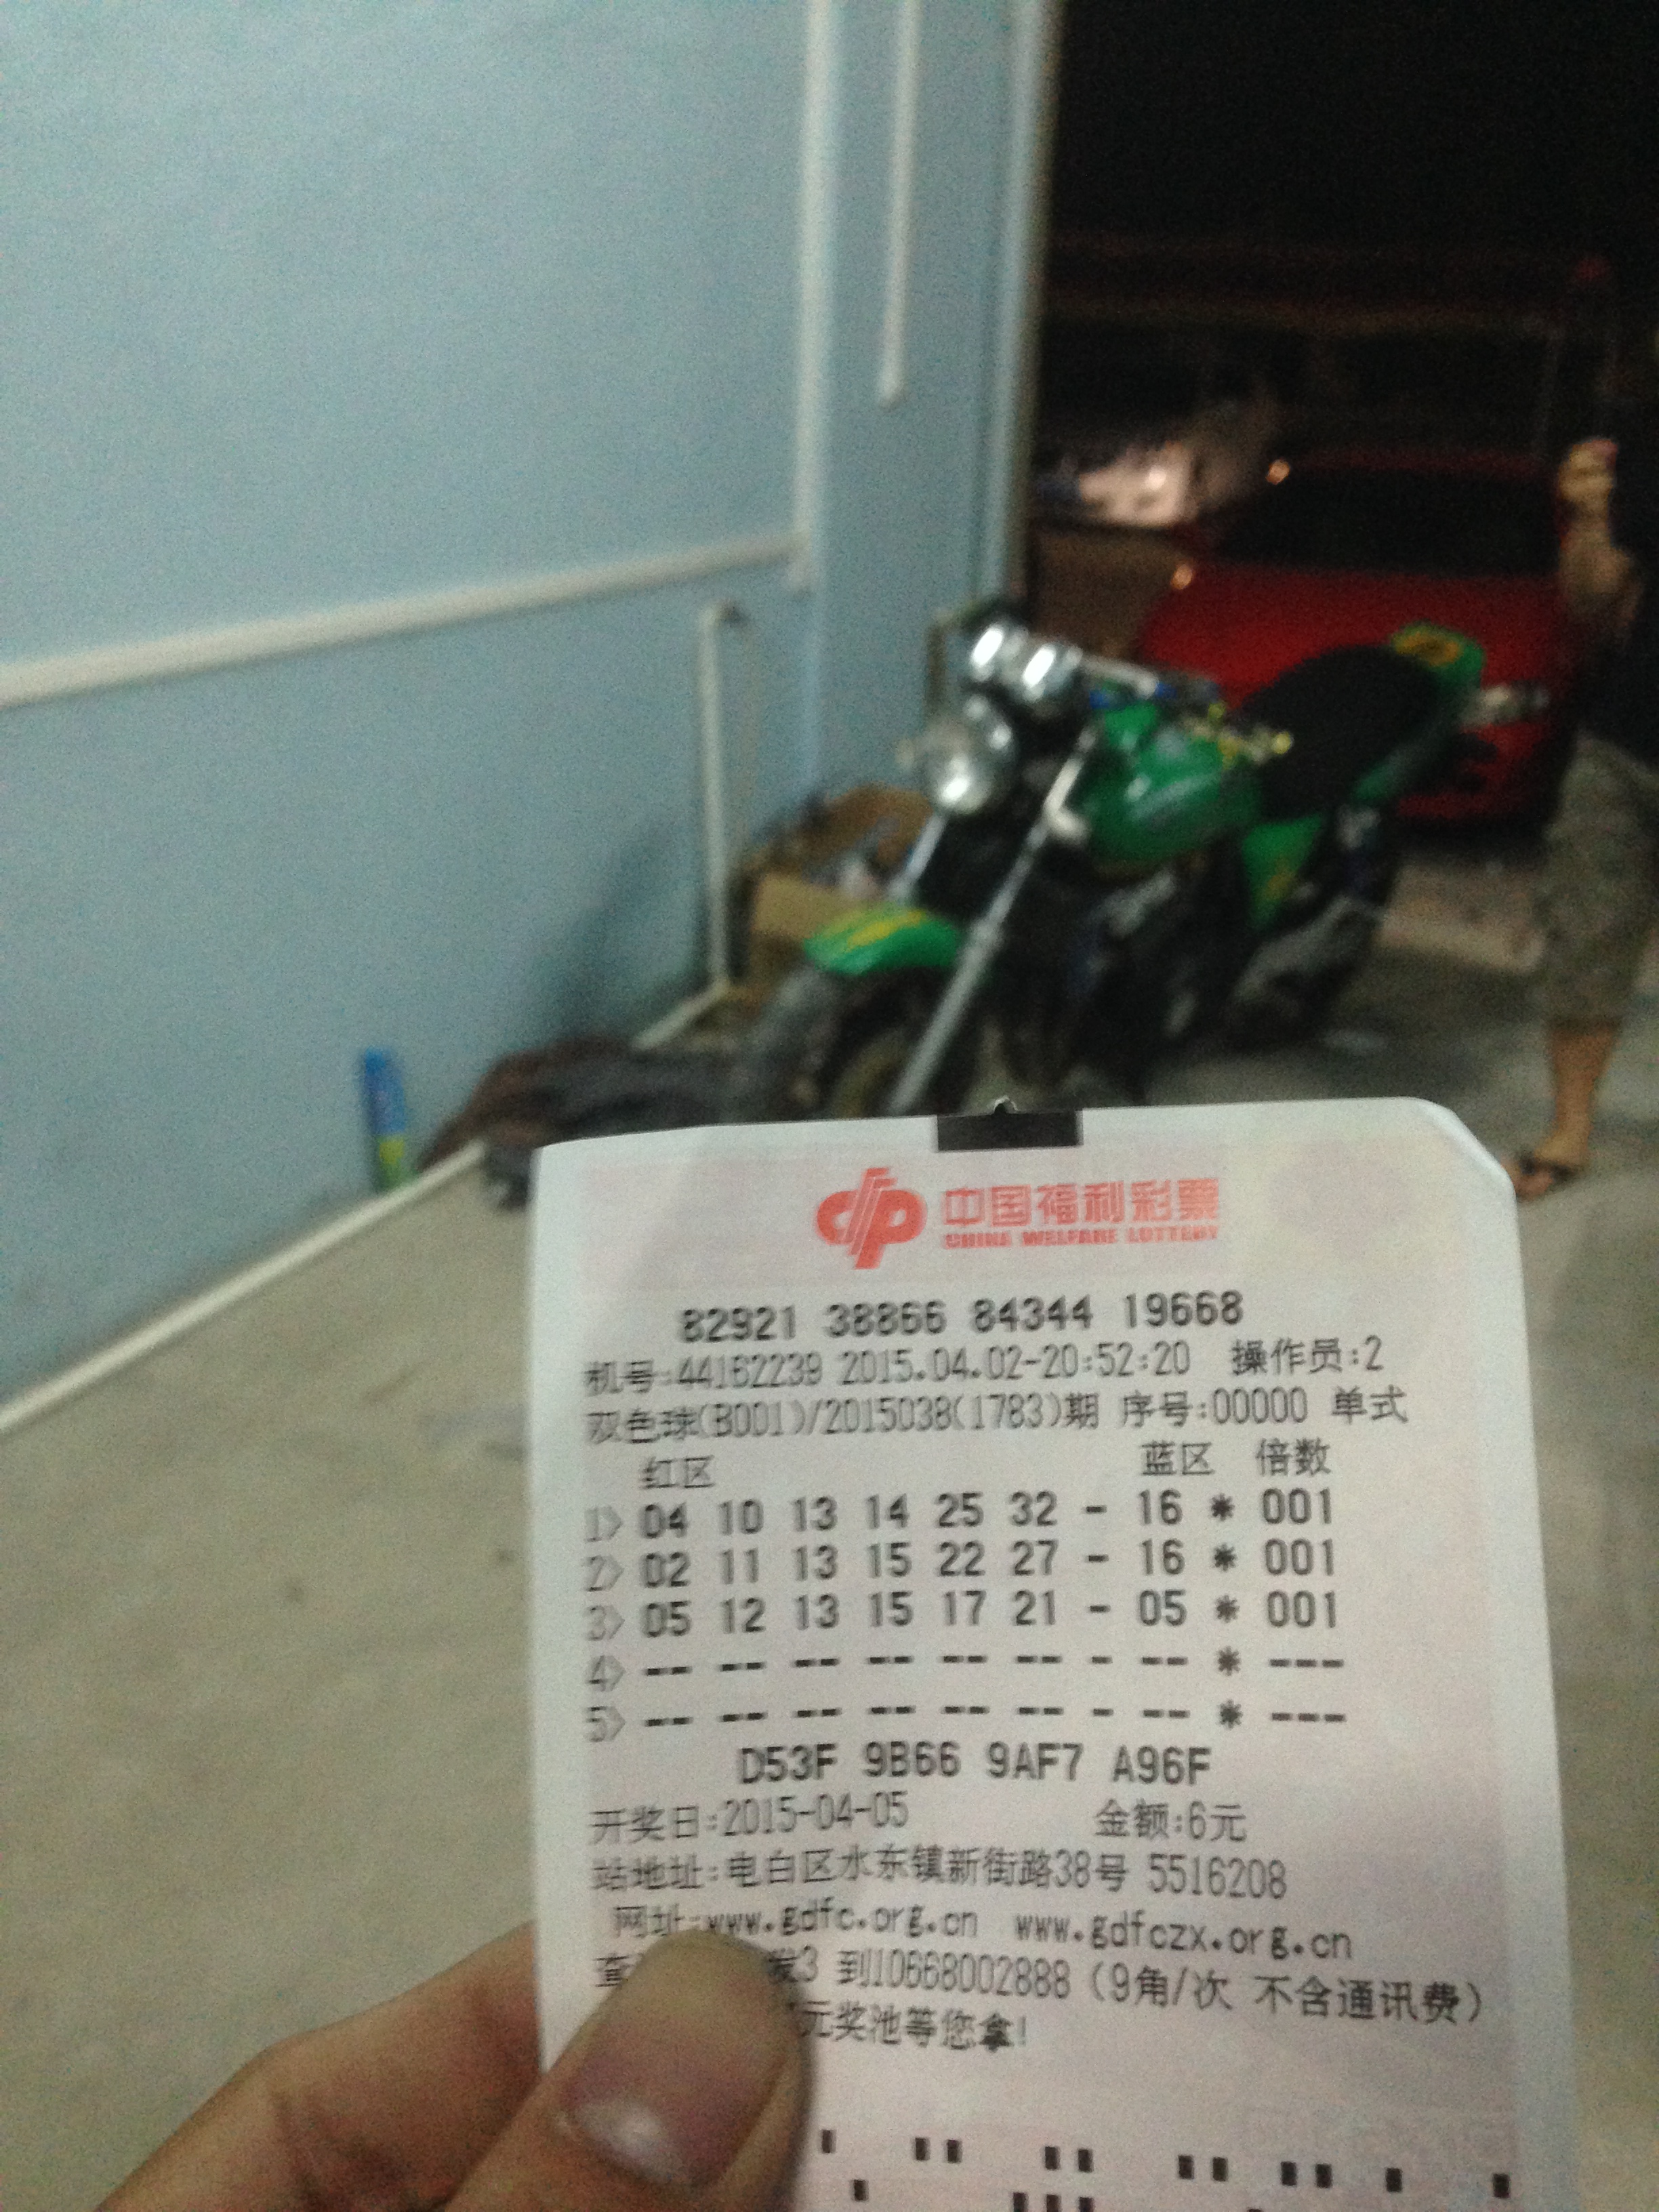 中国福利彩票
CHINA WELFARE LOTTERY
82921 38866 84344 19668
机号:44162239 2015.04.02-20:52:20 操作员:2
双色球(B001)/2015038(1783)期 序号:00000 单式
红区 蓝区 倍数
1> 04 10 13 14 25 32 - 16 * 001
2> 02 11 13 15 22 27 - 16 * 001
3> 05 12 13 15 17 21 - 05 * 001
4> -- -- -- -- -- -- - -- * ---
5> -- -- -- -- -- -- - -- * ---
D53F 9B66 9AF7 A96F
开奖日:2015-04-05 金额:6元
站地址:电白区水东镇新街路38号 5516208
网址:www.gdfc.org.cn www.gdfczx.org.cn
查 发3 到10668002888（9角/次 不含通讯费）
元奖池等您拿!